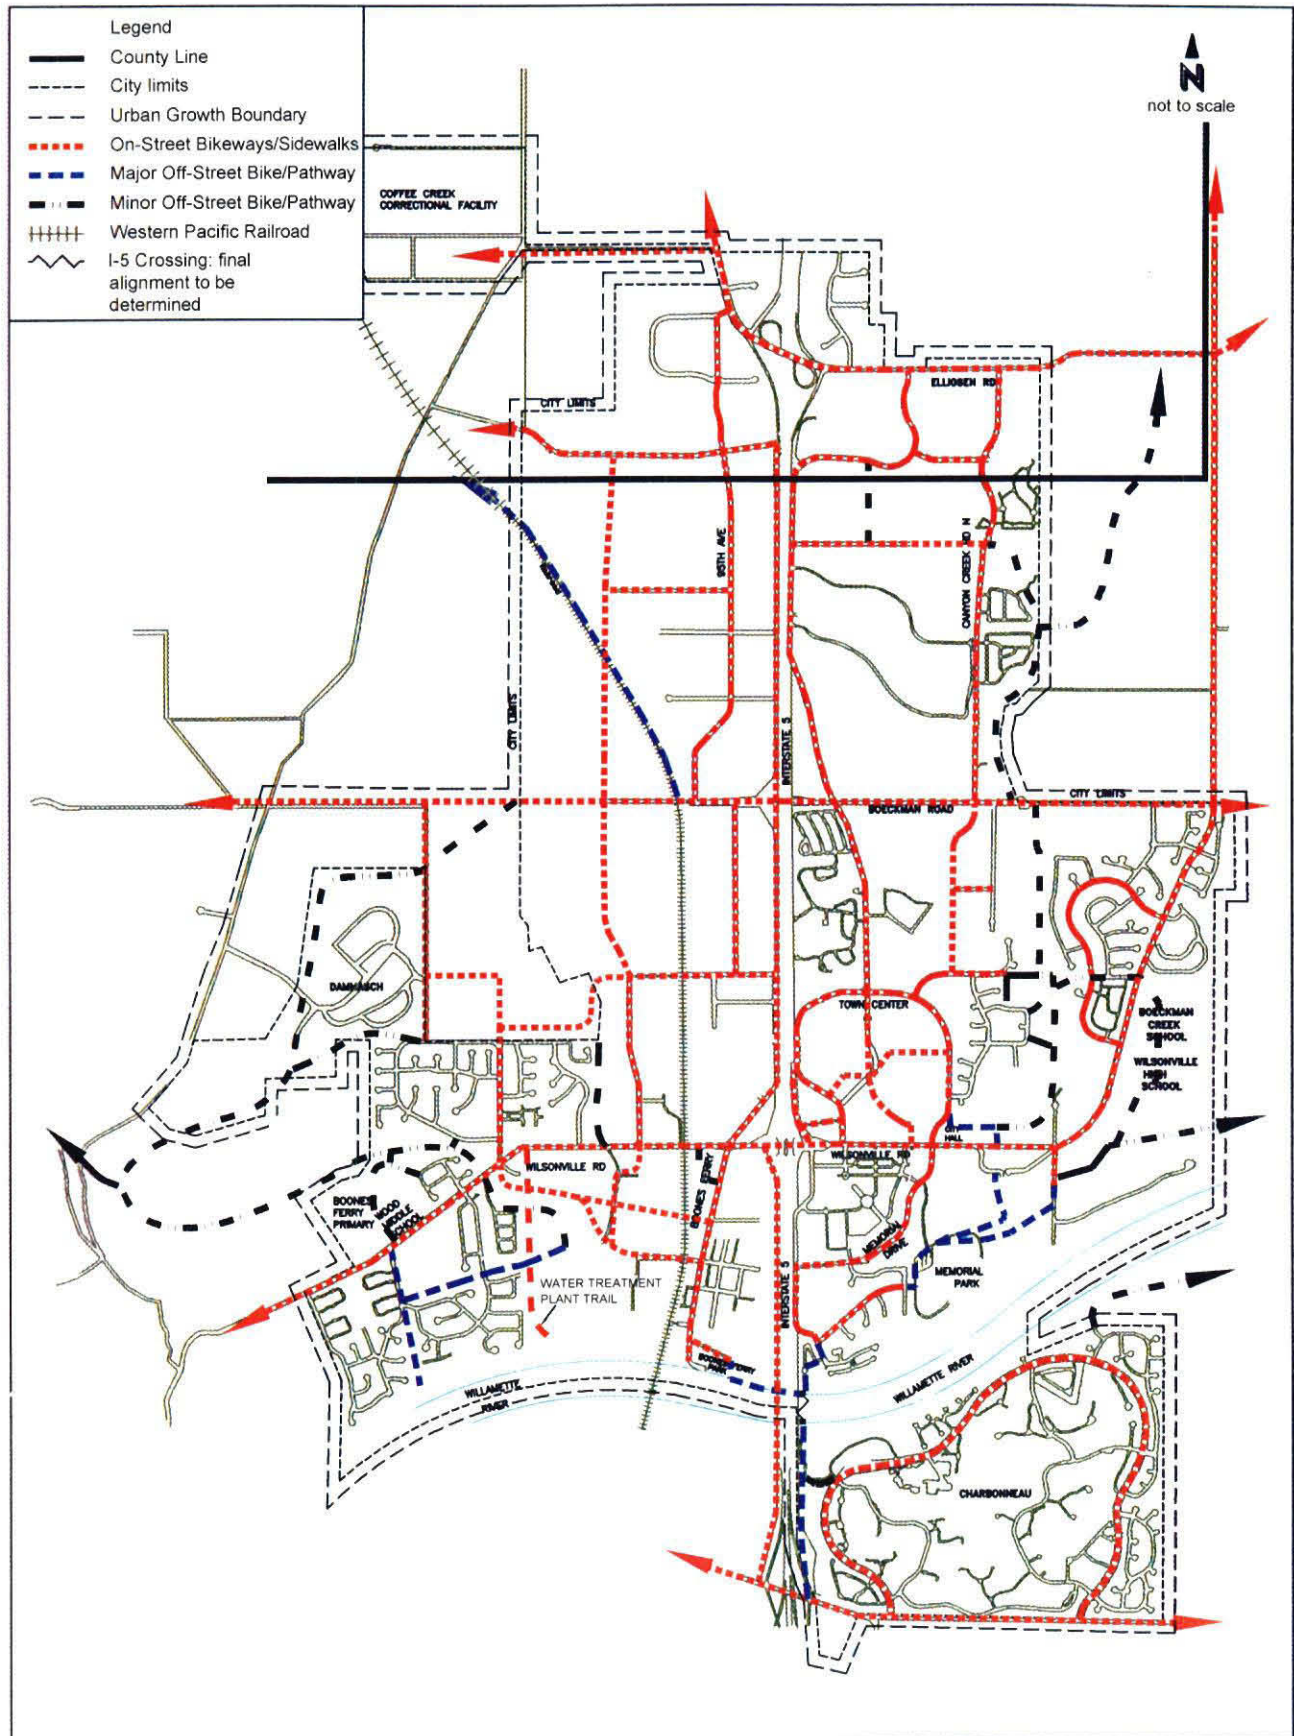 Legend
County Line
City limits
Urban Growth Boundary
On-Street Bikeways/Sidewalks
Major Off-Street Bike/Pathway
Minor Off-Street Bike/Pathway
Western Pacific Railroad
I-5 Crossing: final
alignment to be
determined
N
not to scale
COFFEE CREEK
CORRECTIONAL FACILITY
ELLIGSEN RD
CITY LIMITS
95TH AVE
CANYON CREEK RD N
CITY LIMITS
INTERSTATE 5
CITY LIMITS
BOECKMAN ROAD
DAMMASCH
TOWN CENTER
BOECKMAN
CREEK
SCHOOL
WILSONVILLE
HIGH
SCHOOL
CITY
HALL
WILSONVILLE RD
WILSONVILLE RD
BOONES FERRY
BOONES
FERRY
PRIMARY
WOOD
MIDDLE
SCHOOL
MEMORIAL
DRIVE
MEMORIAL
PARK
WATER TREATMENT
PLANT TRAIL
INTERSTATE 5
BOONES FERRY
PARK
WILLAMETTE
RIVER
WILLAMETTE RIVER
CHARBONNEAU